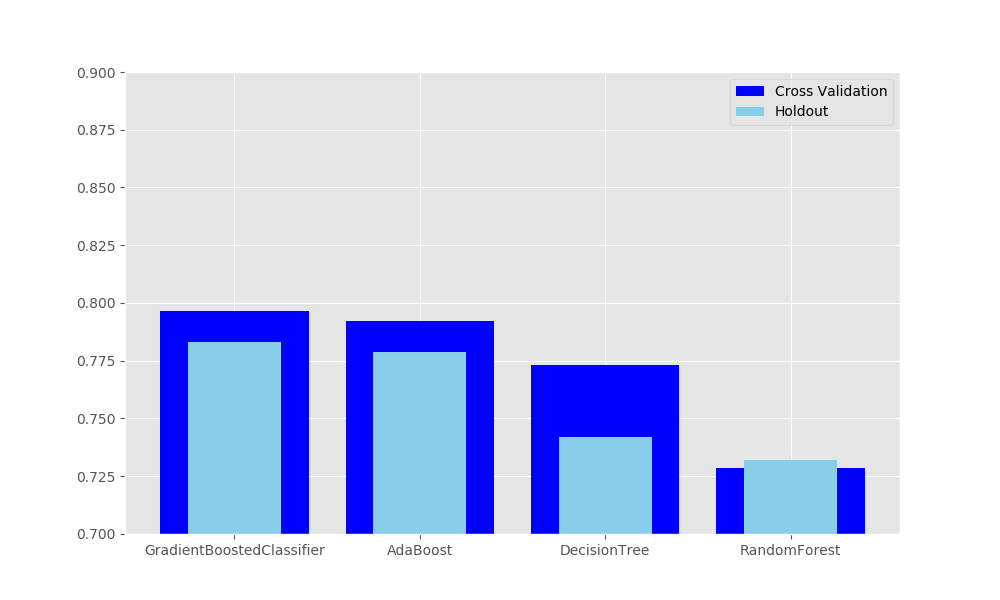 0.900
0.875
0.850
0.825
0.800
0.775
0.750
0.725
0.700
Cross Validation
Holdout
GradientBoostedClassifier
AdaBoost
DecisionTree
RandomForest